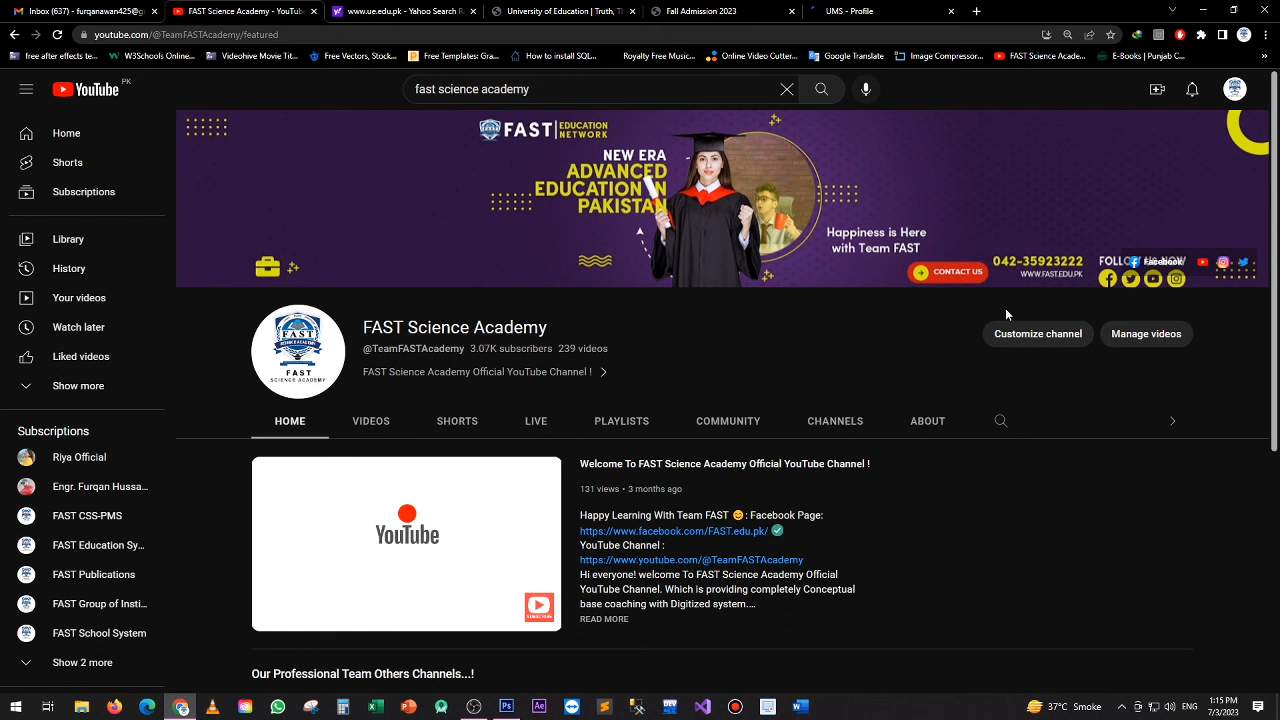 Inbox (637) - furqanawan425@g
FAST Science Academy - YouTube
www.ue.edu.pk - 2500 web R
University of Education | Truth, Th
Fall Admission 2023
UMS - Profile
youtube.com/@TeamFASTAcademy/featured
free after effects te...
W3Schools Online...
Videohive Movie Titl...
Free Vectors, Stock...
Free Templates: Gra...
How to install SQL...
Royalty Free Music...
Online Video Cutter...
Google Translate
Image Compressor...
FAST Science Acade...
E-Books | Punjab C...
YouTube PK
fast science academy
Home
Shorts
Subscriptions
Library
History
Your videos
Watch later
Liked videos
Show more
Subscriptions
Riya Official
Engr. Furqan Hussa...
FAST CSS-PMS
FAST Education Sy...
FAST Publications
FAST Group of Insti...
FAST School System
Show 2 more
FAST EDUCATION NETWORK
NEW ERA
ADVANCED
EDUCATION IN
PAKISTAN
Happiness is Here
with Team FAST
CONTACT US
042-35923222
WWW.FAST.EDU.PK
Facebook
FAST Science Academy
@TeamFASTAcademy 3.07K subscribers 239 videos
FAST Science Academy Official YouTube Channel !
Customize channel
Manage videos
FAST
SCIENCE ACADEMY
HOME
VIDEOS
SHORTS
LIVE
PLAYLISTS
COMMUNITY
CHANNELS
ABOUT
YouTube
SUBSCRIBE
Welcome To FAST Science Academy Official YouTube Channel !
131 views • 3 months ago
Happy Learning With Team FAST 😊: Facebook Page:
https://www.facebook.com/FAST.edu.pk/
YouTube Channel :
https://www.youtube.com/@TeamFASTAcademy
Hi everyone! welcome To FAST Science Academy Official
YouTube Channel. Which is providing completely Conceptual
base coaching with Digitized system....
READ MORE
Our Professional Team Others Channels...!
37°C Smoke
1:15 PM
7/3/2023